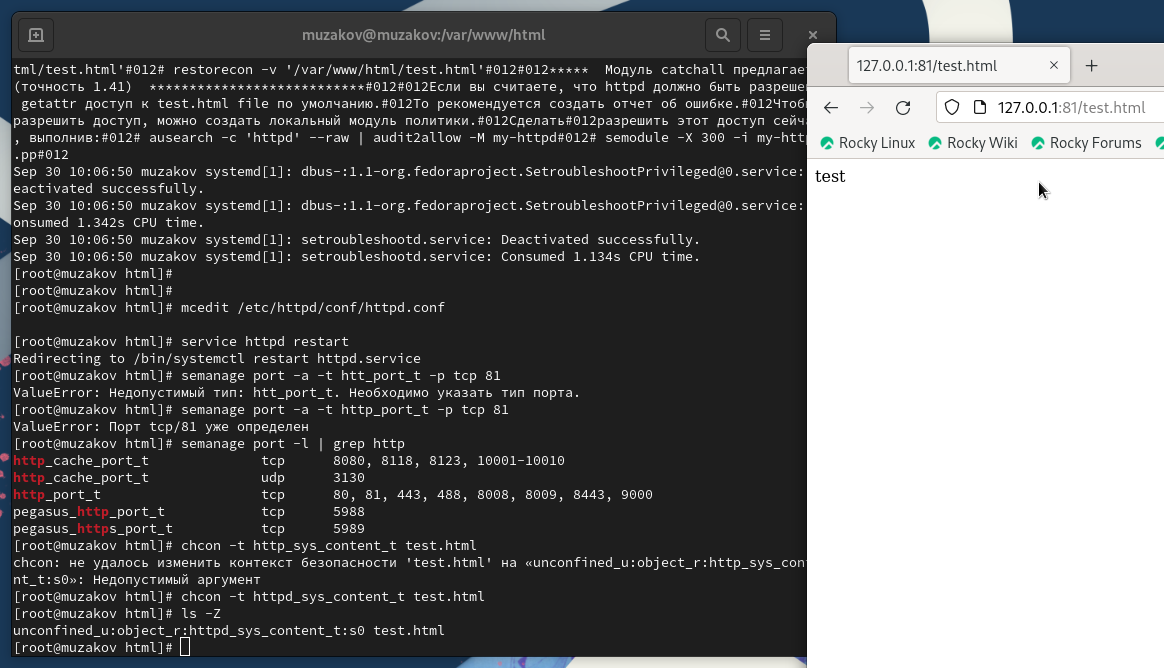 muzakov@muzakov:/var/www/html
tml/test.html'#012# restorecon -v '/var/www/html/test.html'#012#012***** Модуль catchall предлагае
(точность 1.41) **************************#012#012Если вы считаете, что httpd должно быть разреше
getattr доступ к test.html file по умолчанию.#012То рекомендуется создать отчет об ошибке.#012Чтоб
разрешить доступ, можно создать локальный модуль политики.#012Сделать#012разрешить этот доступ сейч
, выполнив:#012# ausearch -c 'httpd' --raw | audit2allow -M my-httpd#012# semodule -X 300 -i my-http
.pp#012
Sep 30 10:06:50 muzakov systemd[1]: dbus-:1.1-org.fedoraproject.SetroubleshootPrivileged@0.service:
eactivated successfully.
Sep 30 10:06:50 muzakov systemd[1]: dbus-:1.1-org.fedoraproject.SetroubleshootPrivileged@0.service:
onsumed 1.342s CPU time.
Sep 30 10:06:50 muzakov systemd[1]: setroubleshootd.service: Deactivated successfully.
Sep 30 10:06:50 muzakov systemd[1]: setroubleshootd.service: Consumed 1.134s CPU time.
[root@muzakov html]#
[root@muzakov html]#
[root@muzakov html]# mcedit /etc/httpd/conf/httpd.conf
[root@muzakov html]# service httpd restart
Redirecting to /bin/systemctl restart httpd.service
[root@muzakov html]# semanage port -a -t htt_port_t -p tcp 81
ValueError: Недопустимый тип: htt_port_t. Необходимо указать тип порта.
[root@muzakov html]# semanage port -a -t http_port_t -p tcp 81
ValueError: Порт tcp/81 уже определен
[root@muzakov html]# semanage port -l | grep http
http_cache_port_t tcp 8080, 8118, 8123, 10001-10010
http_cache_port_t udp 3130
http_port_t tcp 80, 81, 443, 488, 8008, 8009, 8443, 9000
pegasus_http_port_t tcp 5988
pegasus_https_port_t tcp 5989
[root@muzakov html]# chcon -t http_sys_content_t test.html
chcon: не удалось изменить контекст безопасности 'test.html' на «unconfined_u:object_r:http_sys_con
nt_t:s0»: Недопустимый аргумент
[root@muzakov html]# chcon -t httpd_sys_content_t test.html
[root@muzakov html]# ls -Z
unconfined_u:object_r:httpd_sys_content_t:s0 test.html
[root@muzakov html]#
127.0.0.1:81/test.html
127.0.0.1:81/test.html
Rocky Linux Rocky Wiki Rocky Forums
test